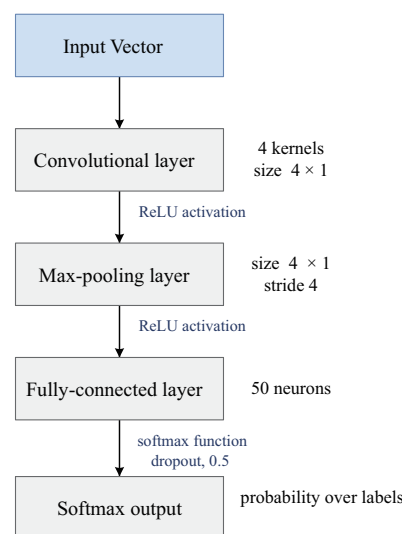 Input Vector
Convolutional layer
4 kernels
size 4 × 1
ReLU activation
Max-pooling layer
size 4 × 1
stride 4
ReLU activation
Fully-connected layer
50 neurons
softmax function
dropout, 0.5
Softmax output
probability over labels